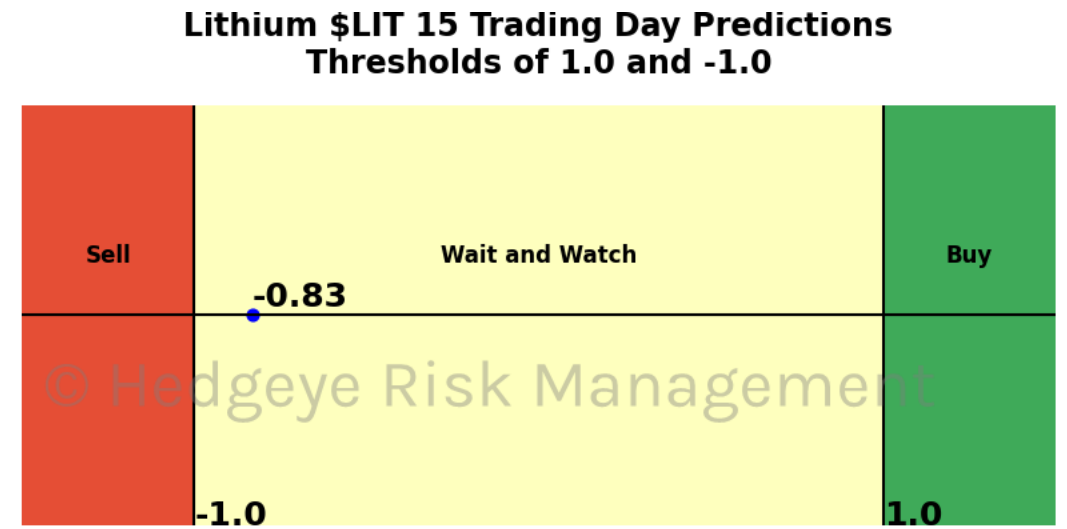 Lithium $LIT 15 Trading Day Predictions
Thresholds of 1.0 and -1.0
Sell
Wait and Watch
Buy
-0.83
© Hedgeye Risk Management
-1.0
1.0